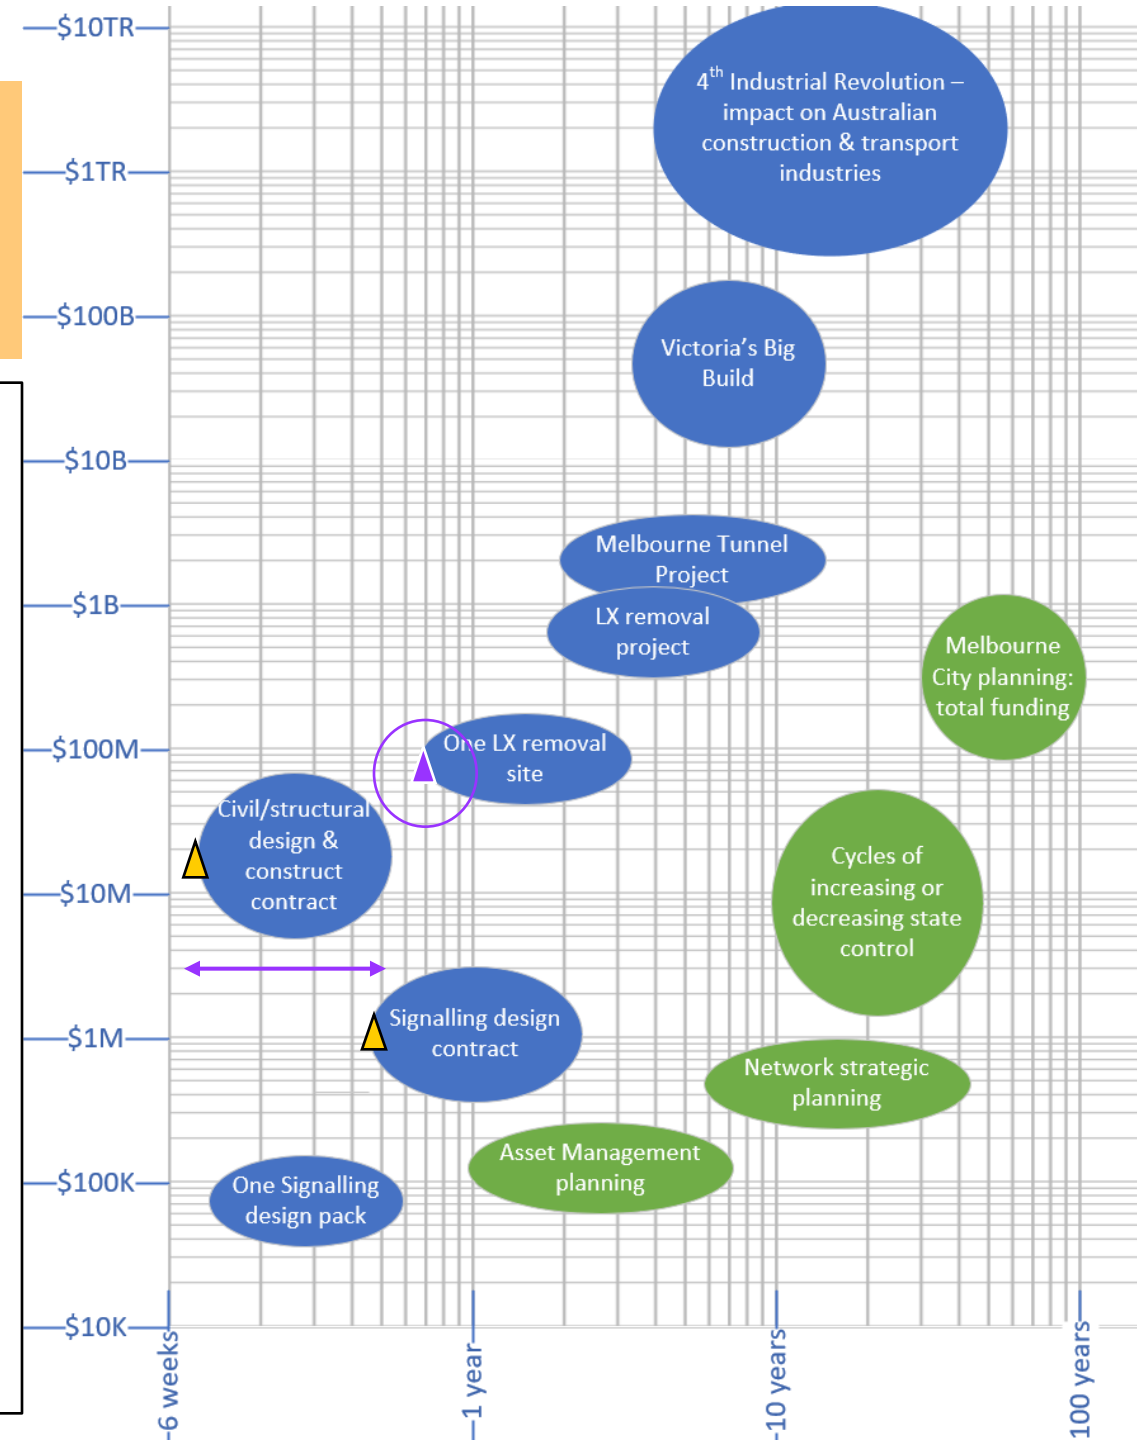 $10TR
4th Industrial Revolution –
impact on Australian
construction & transport
industries
$1TR
$100B
Victoria's Big
Build
$10B
Melbourne Tunnel
Project
$1B
LX removal
project
Melbourne
City planning:
total funding
$100M
One LX removal
site
Civil/structural
design &
construct
contract
Cycles of
increasing or
decreasing state
control
$10M
Signalling design
contract
$1M
Network strategic
planning
Asset Management
planning
$100K
One Signalling
design pack
$10K
6 weeks
1 year
10 years
100 years